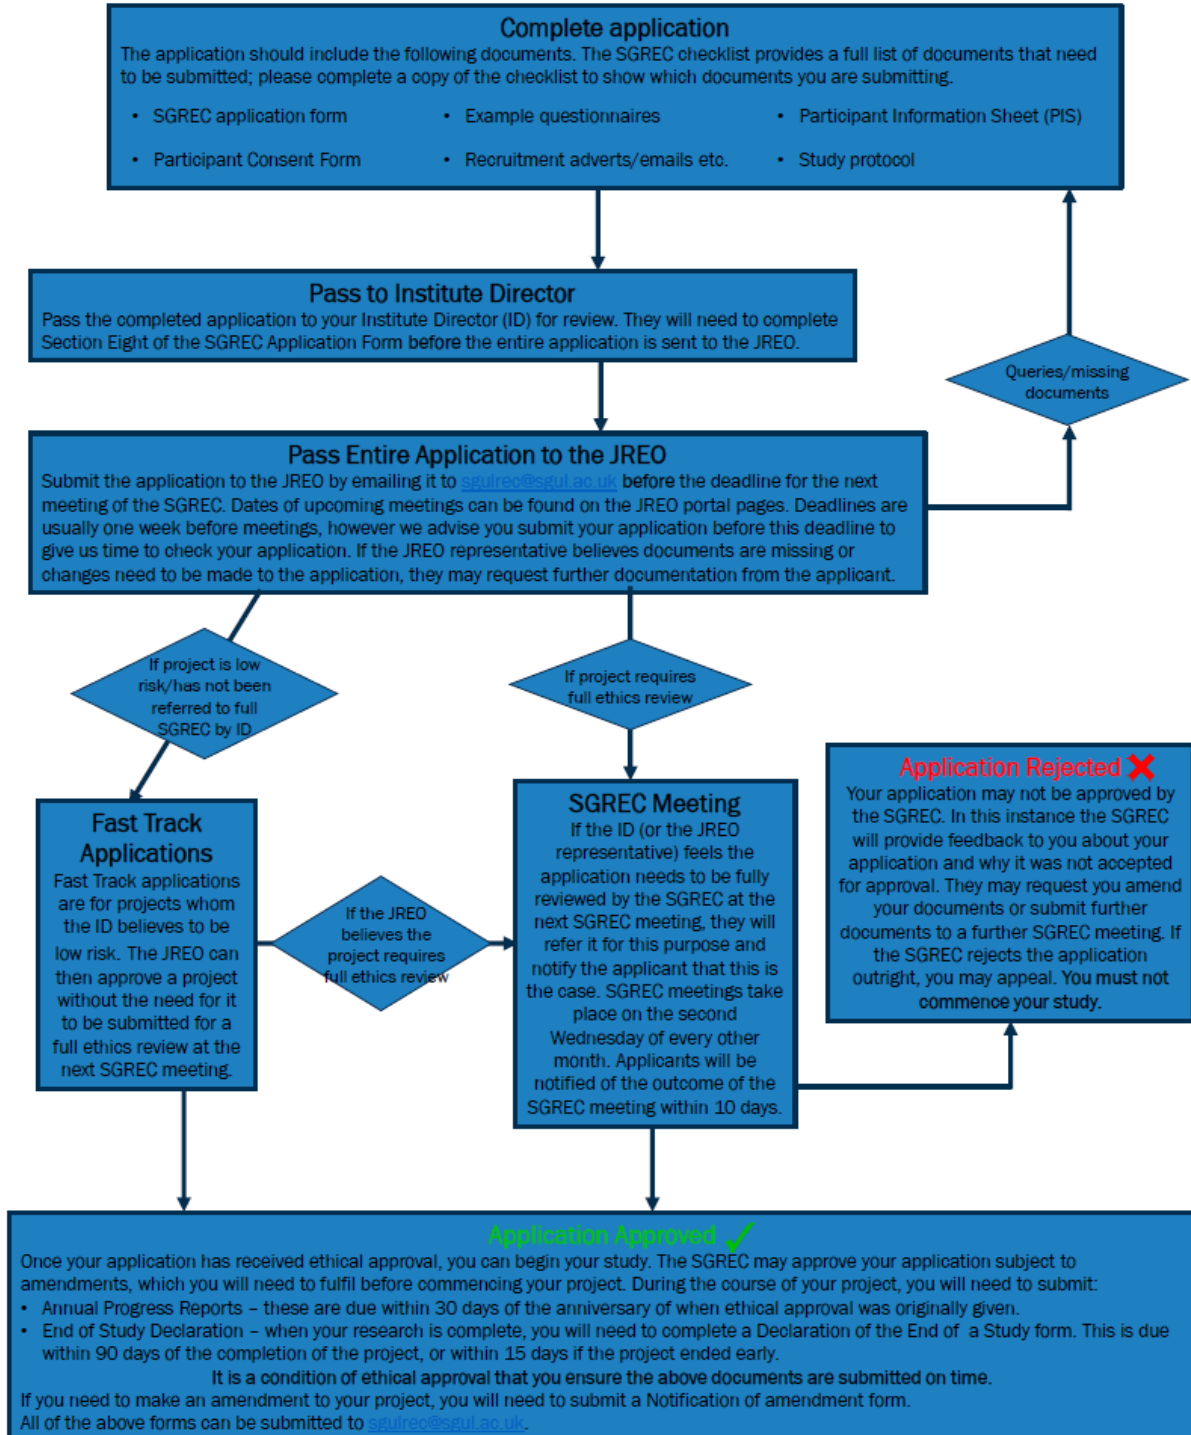 Complete application
The application should include the following documents. The SGREC checklist provides a full list of documents that need
to be submitted; please complete a copy of the checklist to show which documents you are submitting.
• SGREC application form • Example questionnaires • Participant Information Sheet (PIS)
• Participant Consent Form • Recruitment adverts/emails etc. • Study protocol
Pass to Institute Director
Pass the completed application to your Institute Director (ID) for review. They will need to complete
Section Eight of the SGREC Application Form before the entire application is sent to the JREO.
Queries/missing
documents
Pass Entire Application to the JREO
Submit the application to the JREO by emailing it to sgulrec@sgul.ac.uk before the deadline for the next
meeting of the SGREC. Dates of upcoming meetings can be found on the JREO portal pages. Deadlines are
usually one week before meetings, however we advise you submit your application before this deadline to
give us time to check your application. If the JREO representative believes documents are missing or
changes need to be made to the application, they may request further documentation from the applicant.
If project is low
risk/has not been
referred to full
SGREC by ID
If project requires
full ethics review
Fast Track
Applications
Fast Track applications
are for projects whom
the ID believes to be
low risk. The JREO can
then approve a project
without the need for it
to be submitted for a
full ethics review at the
next SGREC meeting.
If the JREO
believes the
project requires
full ethics review
SGREC Meeting
If the ID (or the JREO
representative) feels the
application needs to be fully
reviewed by the SGREC at the
next SGREC meeting, they will
refer it for this purpose and
notify the applicant that this is
the case. SGREC meetings take
place on the second
Wednesday of every other
month. Applicants will be
notified of the outcome of the
SGREC meeting within 10 days.
Application Rejected
Your application may not be approved by
the SGREC. In this instance the SGREC
will provide feedback to you about your
application and why it was not accepted
for approval. They may request you amend
your documents or submit further
documents to a further SGREC meeting. If
the SGREC rejects the application
outright, you may appeal. You must not
commence your study.
Application Approved
Once your application has received ethical approval, you can begin your study. The SGREC may approve your application subject to
amendments, which you will need to fulfil before commencing your project. During the course of your project, you will need to submit:
• Annual Progress Reports – these are due within 30 days of the anniversary of when ethical approval was originally given.
• End of Study Declaration – when your research is complete, you will need to complete a Declaration of the End of a Study form. This is due
within 90 days of the completion of the project, or within 15 days if the project ended early.
It is a condition of ethical approval that you ensure the above documents are submitted on time.
If you need to make an amendment to your project, you will need to submit a Notification of amendment form.
All of the above forms can be submitted to sgulrec@sgul.ac.uk.